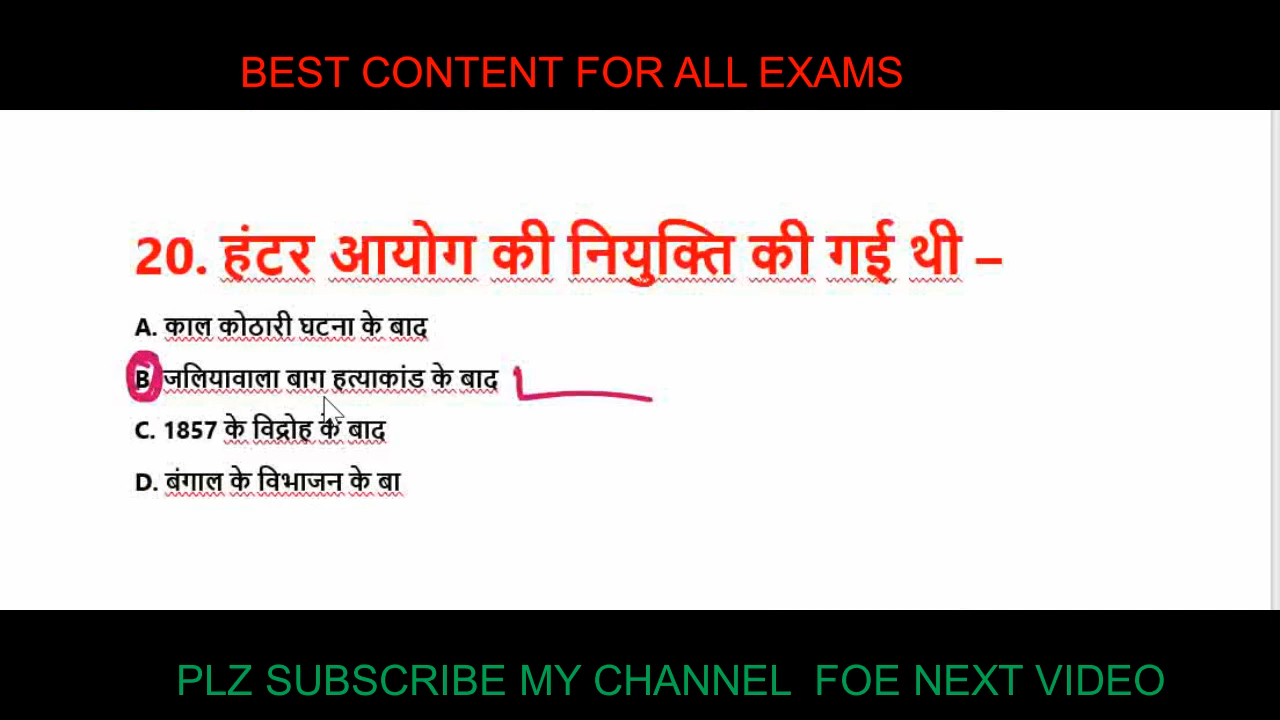 BEST CONTENT FOR ALL EXAMS
20. हंटर आयोग की नियुक्ति की गई थी –
A. काल कोठारी घटना के बाद
B. जलियावाला बाग हत्याकांड के बाद
C. 1857 के विद्रोह के बाद
D. बंगाल के विभाजन के बा
PLZ SUBSCRIBE MY CHANNEL FOE NEXT VIDEO